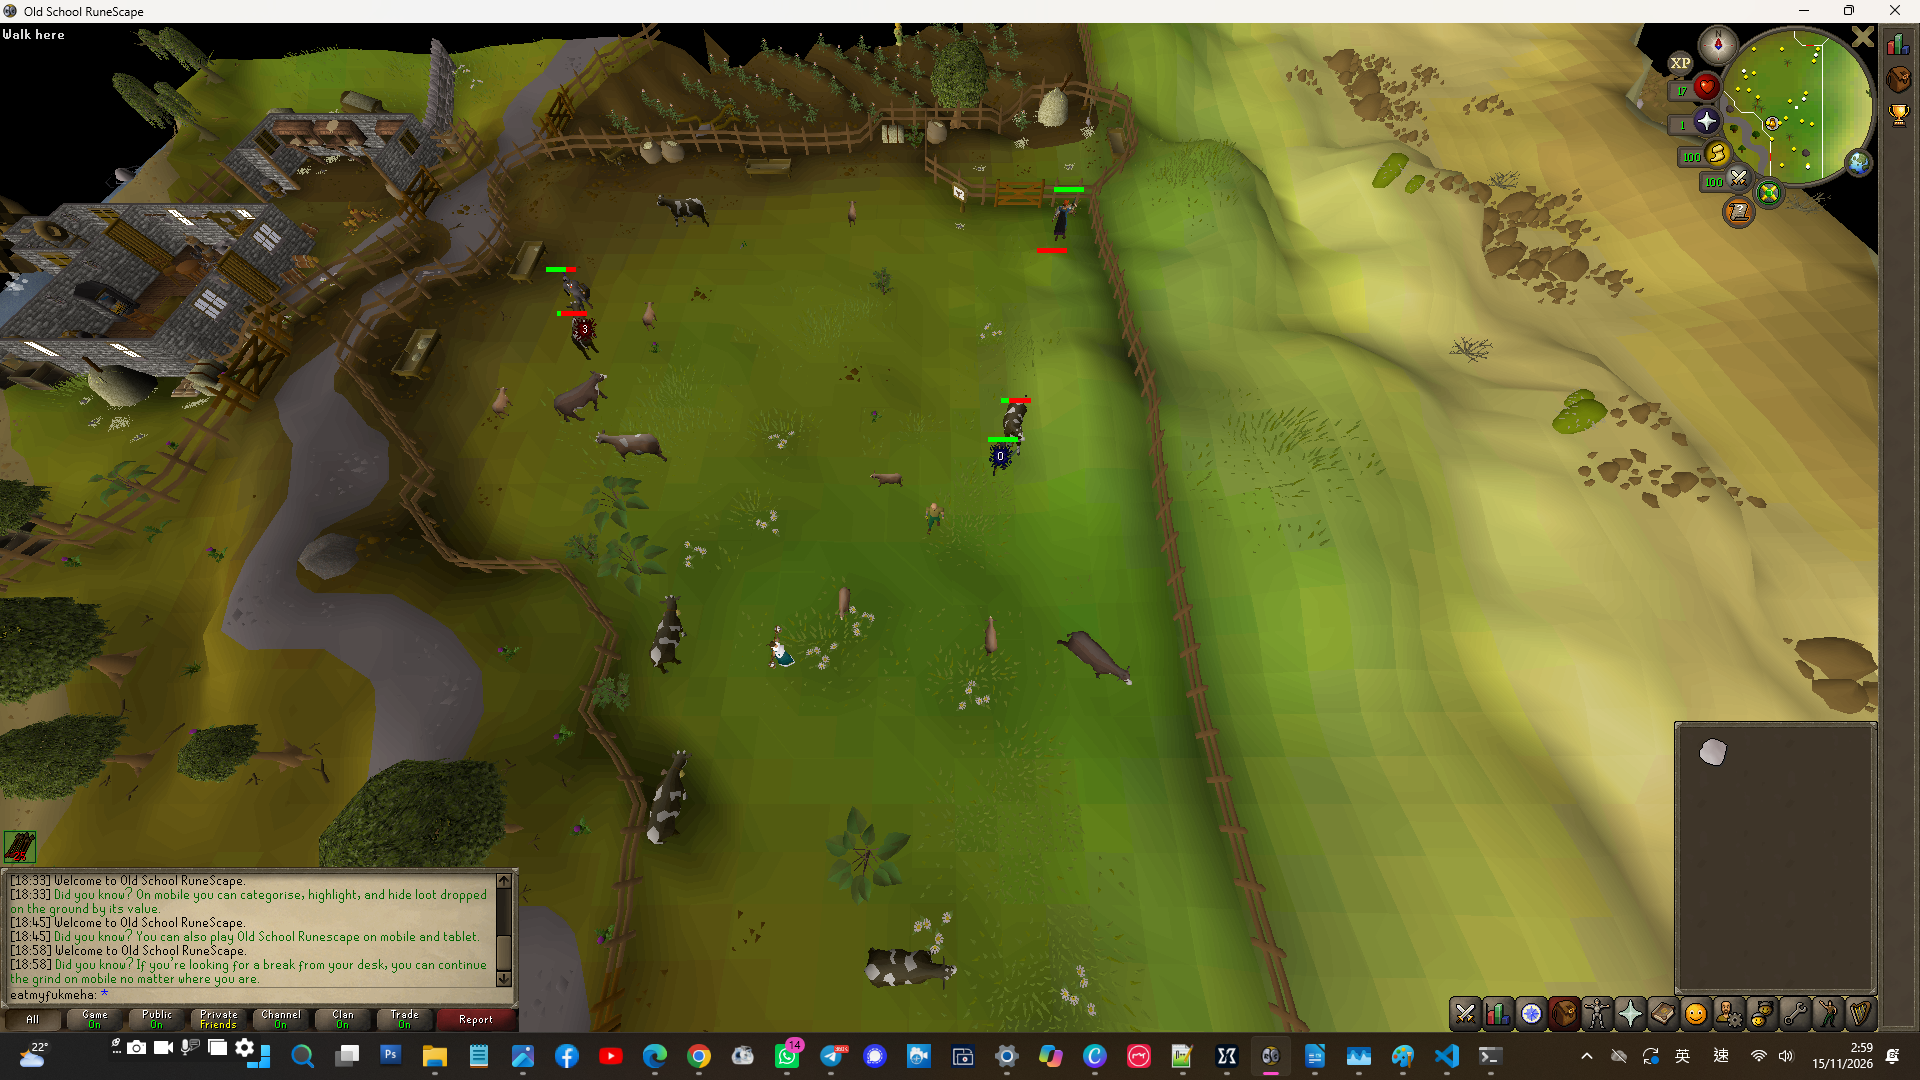 Old School RuneScape
Walk here
N
XP
17
1
100
100
3
0
[18:33] Welcome to Old School RuneScape.
[18:33] Did you know? On mobile you can categorise, highlight, and hide loot dropped
on the ground by its value.
[18:45] Welcome to Old School RuneScape.
[18:45] Did you know? You can also play Old School Runescape on mobile and tablet.
[18:58] Welcome to Old School RuneScape.
[18:58] Did you know? If you're looking for a break from your desk, you can continue
the grind on mobile no matter where you are.
eatmyfukmeha: *
All
Game
On
Public
On
Private
Friends
Channel
On
Clan
On
Trade
On
Report
22°
Ps
14
英
速
2:59
15/11/2026